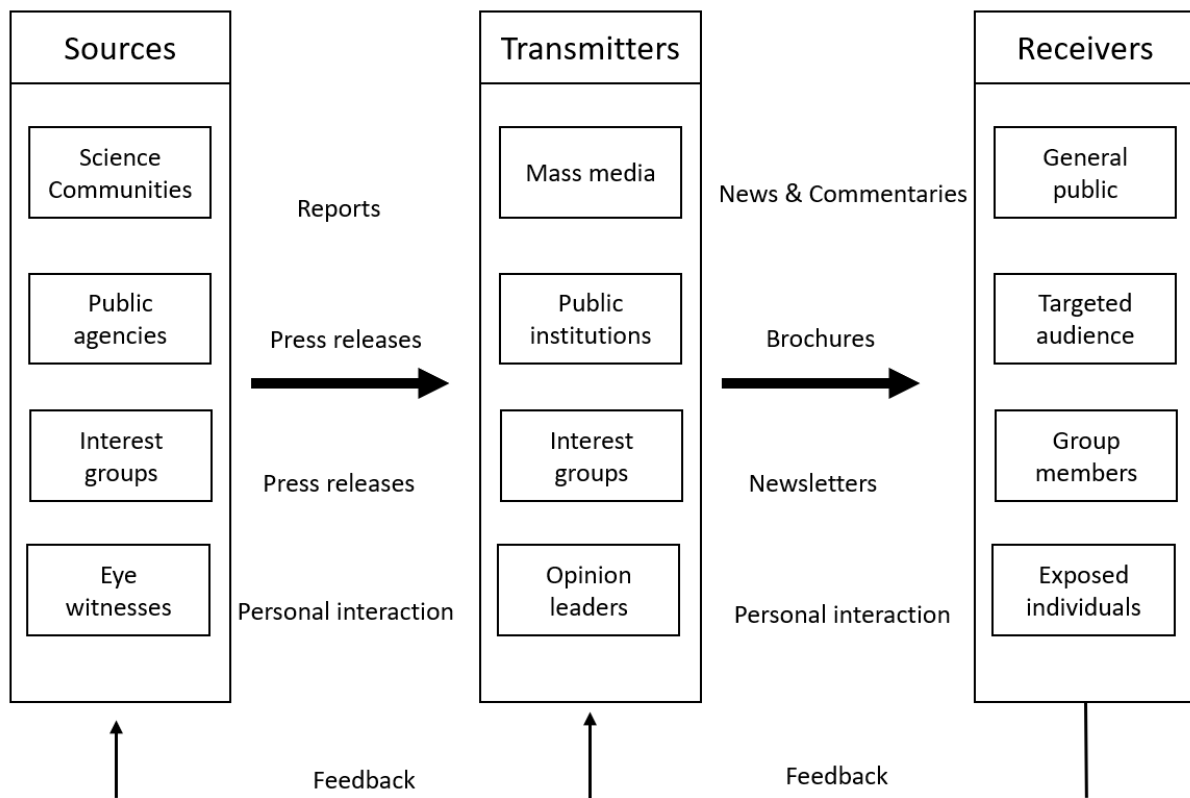 Sources
Science
Communities
Public
agencies
Interest
groups
Eye
witnesses
Reports
Press releases
Press releases
Personal interaction
Transmitters
Mass media
Public
institutions
Interest
groups
Opinion
leaders
News & Commentaries
Brochures
Newsletters
Personal interaction
Receivers
General
public
Targeted
audience
Group
members
Exposed
individuals
Feedback
Feedback